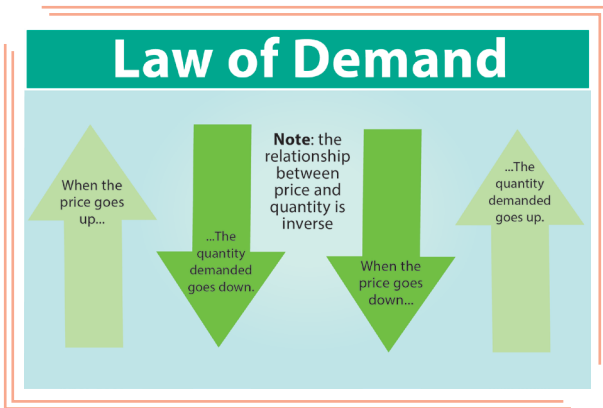 Law of Demand
When the
price goes
up...
...The
quantity
demanded
goes down.
Note: the
relationship
between
price and
quantity is
inverse
When the
price goes
down...
...The
quantity
demanded
goes up.